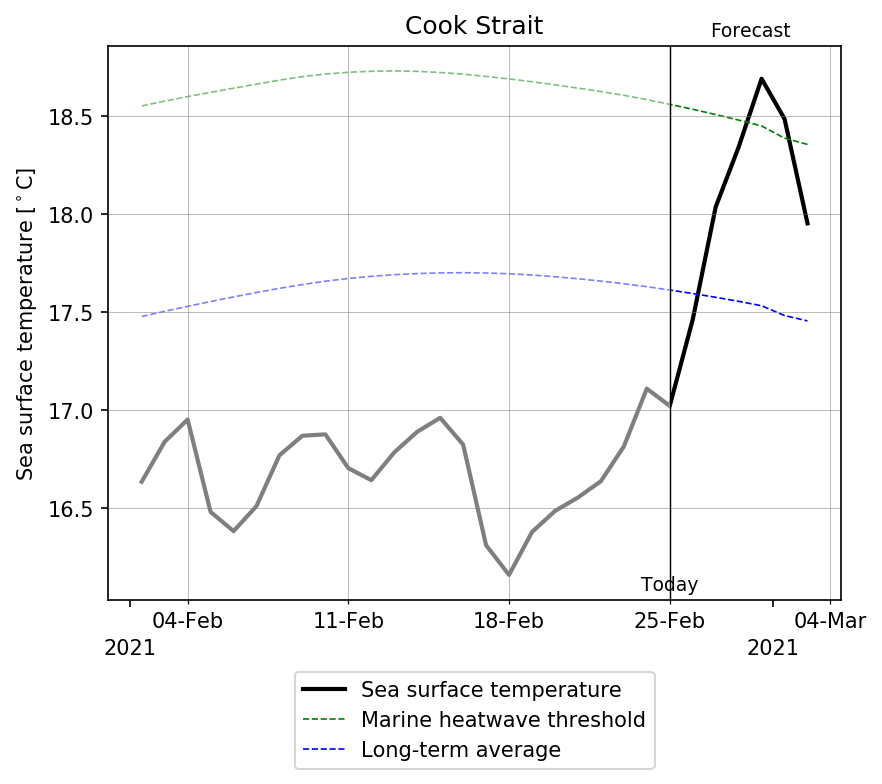 Cook Strait
Forecast
Sea surface temperature [°C]
18.5
18.0
17.5
17.0
16.5
Today
04-Feb 11-Feb 18-Feb 25-Feb 04-Mar
2021 2021
Sea surface temperature
Marine heatwave threshold
Long-term average